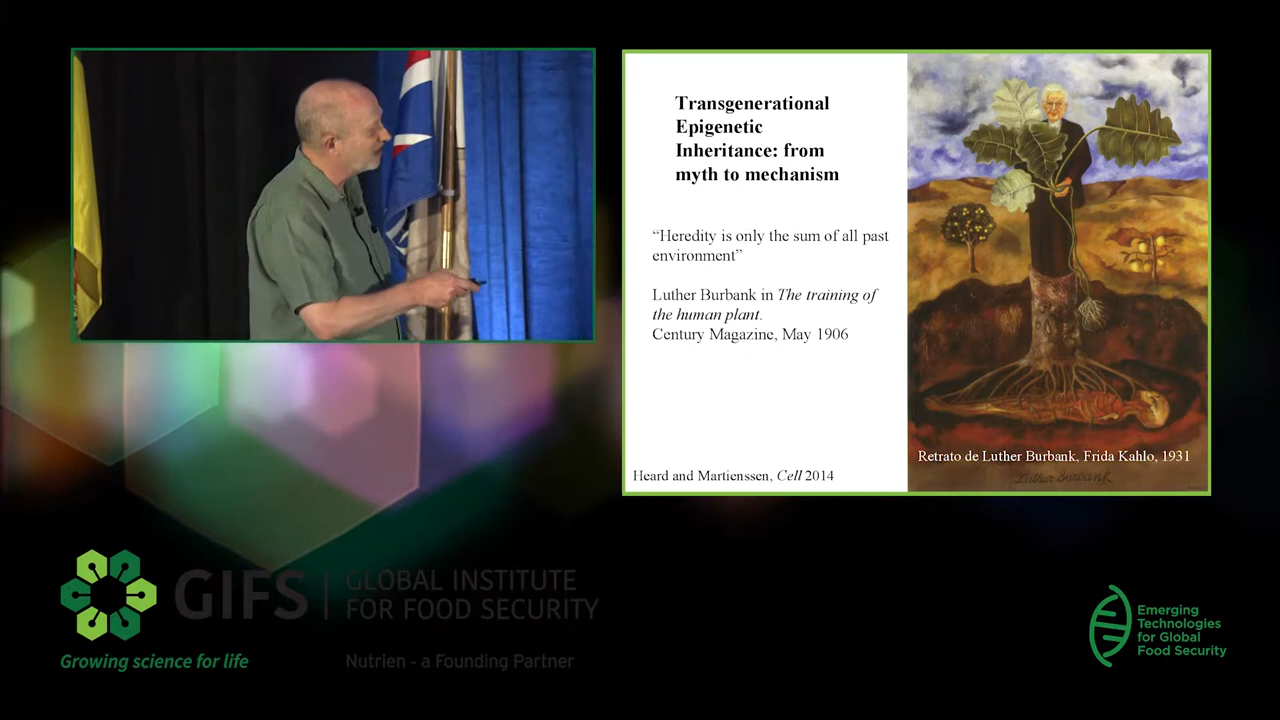 Transgenerational
Epigenetic
Inheritance: from
myth to mechanism
“Heredity is only the sum of all past
environment”
Luther Burbank in The training of
the human plant.
Century Magazine, May 1906
Heard and Martienssen, Cell 2014
Retrato de Luther Burbank, Frida Kahlo, 1931
Luther Burbank
GIFS
GLOBAL INSTITUTE
FOR FOOD SECURITY
Growing science for life
Nutrien - a Founding Partner
Emerging
Technologies
for Global
Food Security